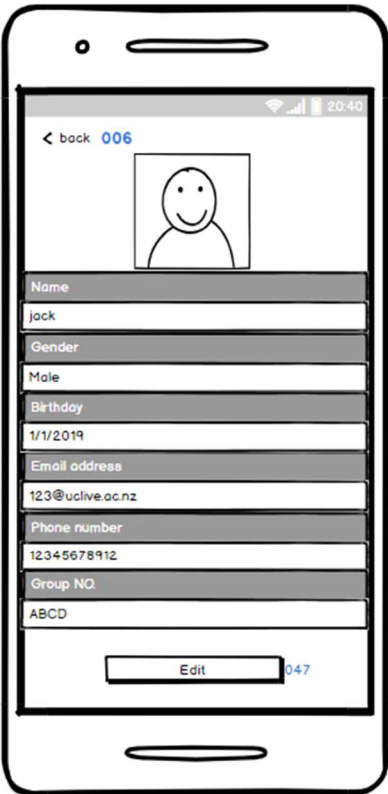 20:40
back 006
Name
jack
Gender
Male
Birthday
1/1/2019
Email address
123@uclive.ac.nz
Phone number
12345678912
Group NO.
ABCD
Edit 047